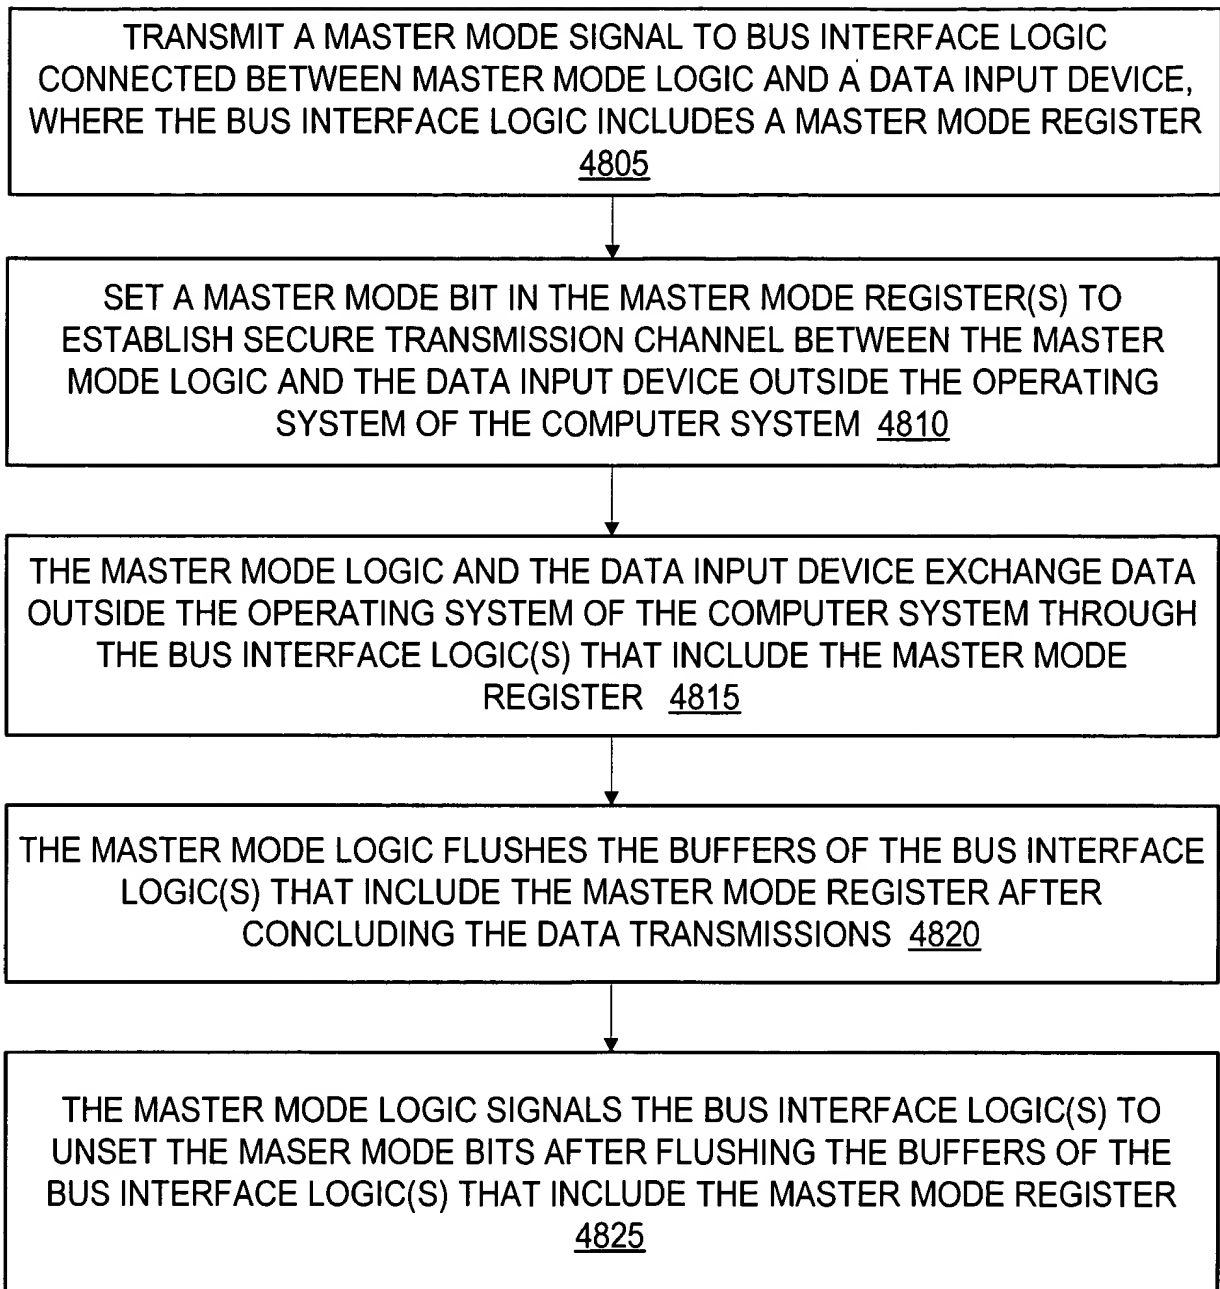 TRANSMIT A MASTER MODE SIGNAL TO BUS INTERFACE LOGIC
CONNECTED BETWEEN MASTER MODE LOGIC AND A DATA INPUT DEVICE,
WHERE THE BUS INTERFACE LOGIC INCLUDES A MASTER MODE REGISTER
4805
SET A MASTER MODE BIT IN THE MASTER MODE REGISTER(S) TO
ESTABLISH SECURE TRANSMISSION CHANNEL BETWEEN THE MASTER
MODE LOGIC AND THE DATA INPUT DEVICE OUTSIDE THE OPERATING
SYSTEM OF THE COMPUTER SYSTEM 4810
THE MASTER MODE LOGIC AND THE DATA INPUT DEVICE EXCHANGE DATA
OUTSIDE THE OPERATING SYSTEM OF THE COMPUTER SYSTEM THROUGH
THE BUS INTERFACE LOGIC(S) THAT INCLUDE THE MASTER MODE
REGISTER 4815
THE MASTER MODE LOGIC FLUSHES THE BUFFERS OF THE BUS INTERFACE
LOGIC(S) THAT INCLUDE THE MASTER MODE REGISTER AFTER
CONCLUDING THE DATA TRANSMISSIONS 4820
THE MASTER MODE LOGIC SIGNALS THE BUS INTERFACE LOGIC(S) TO
UNSET THE MASER MODE BITS AFTER FLUSHING THE BUFFERS OF THE
BUS INTERFACE LOGIC(S) THAT INCLUDE THE MASTER MODE REGISTER
4825